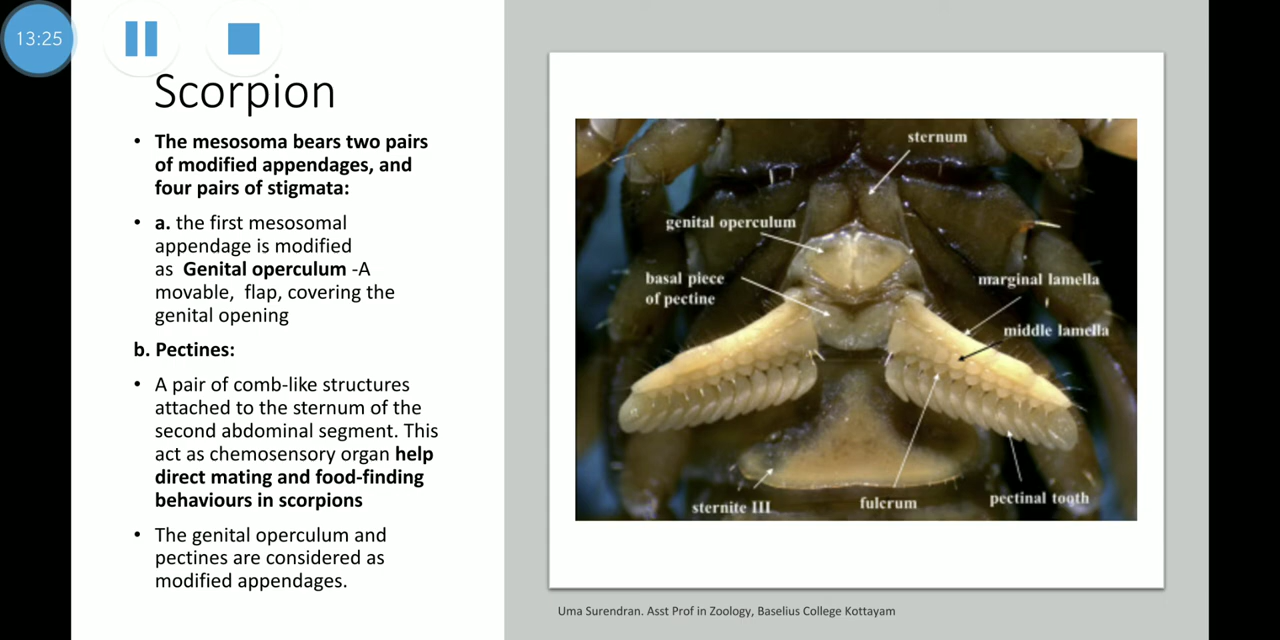 13:25
Scorpion
• The mesosoma bears two pairs
of modified appendages, and
four pairs of stigmata:
• a. the first mesosomal
appendage is modified
as Genital operculum -A
movable, flap, covering the
genital opening
b. Pectines:
• A pair of comb-like structures
attached to the sternum of the
second abdominal segment. This
act as chemosensory organ help
direct mating and food-finding
behaviours in scorpions
• The genital operculum and
pectines are considered as
modified appendages.
sternum
genital operculum
basal piece
of pectine
marginal lamella
middle lamella
sternite III
fulcrum
pectinal tooth
Uma Surendran. Asst Prof in Zoology, Baselius College Kottayam